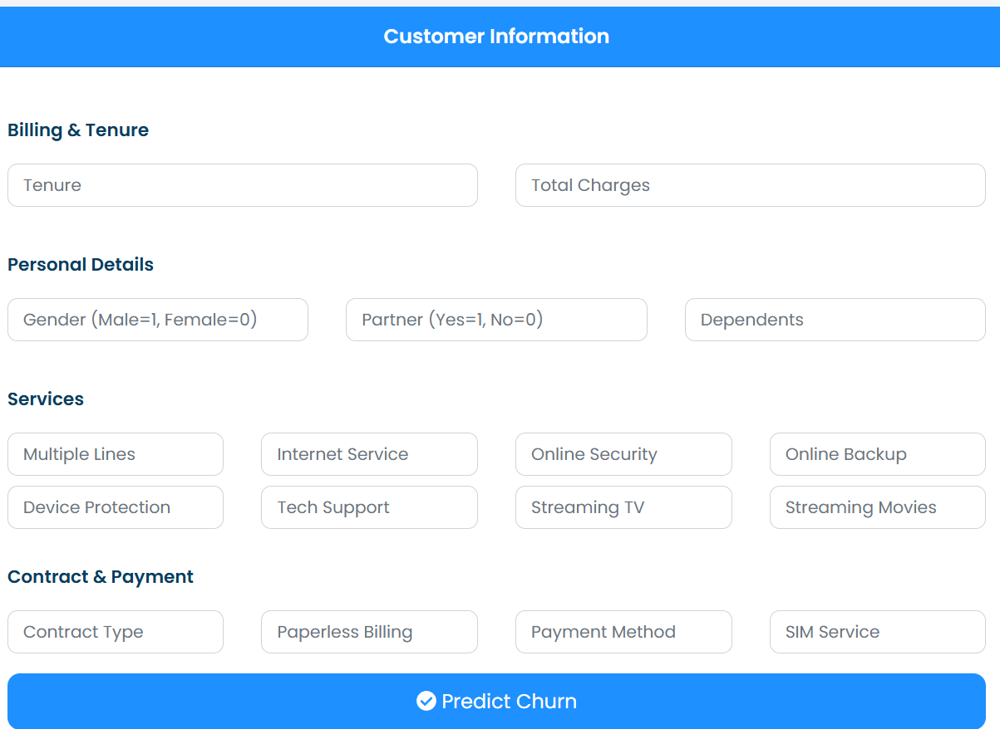 Customer Information
Billing & Tenure
Tenure
Total Charges
Personal Details
Gender (Male=1, Female=0)
Partner (Yes=1, No=0)
Dependents
Services
Multiple Lines
Internet Service
Online Security
Online Backup
Device Protection
Tech Support
Streaming TV
Streaming Movies
Contract & Payment
Contract Type
Paperless Billing
Payment Method
SIM Service
Predict Churn